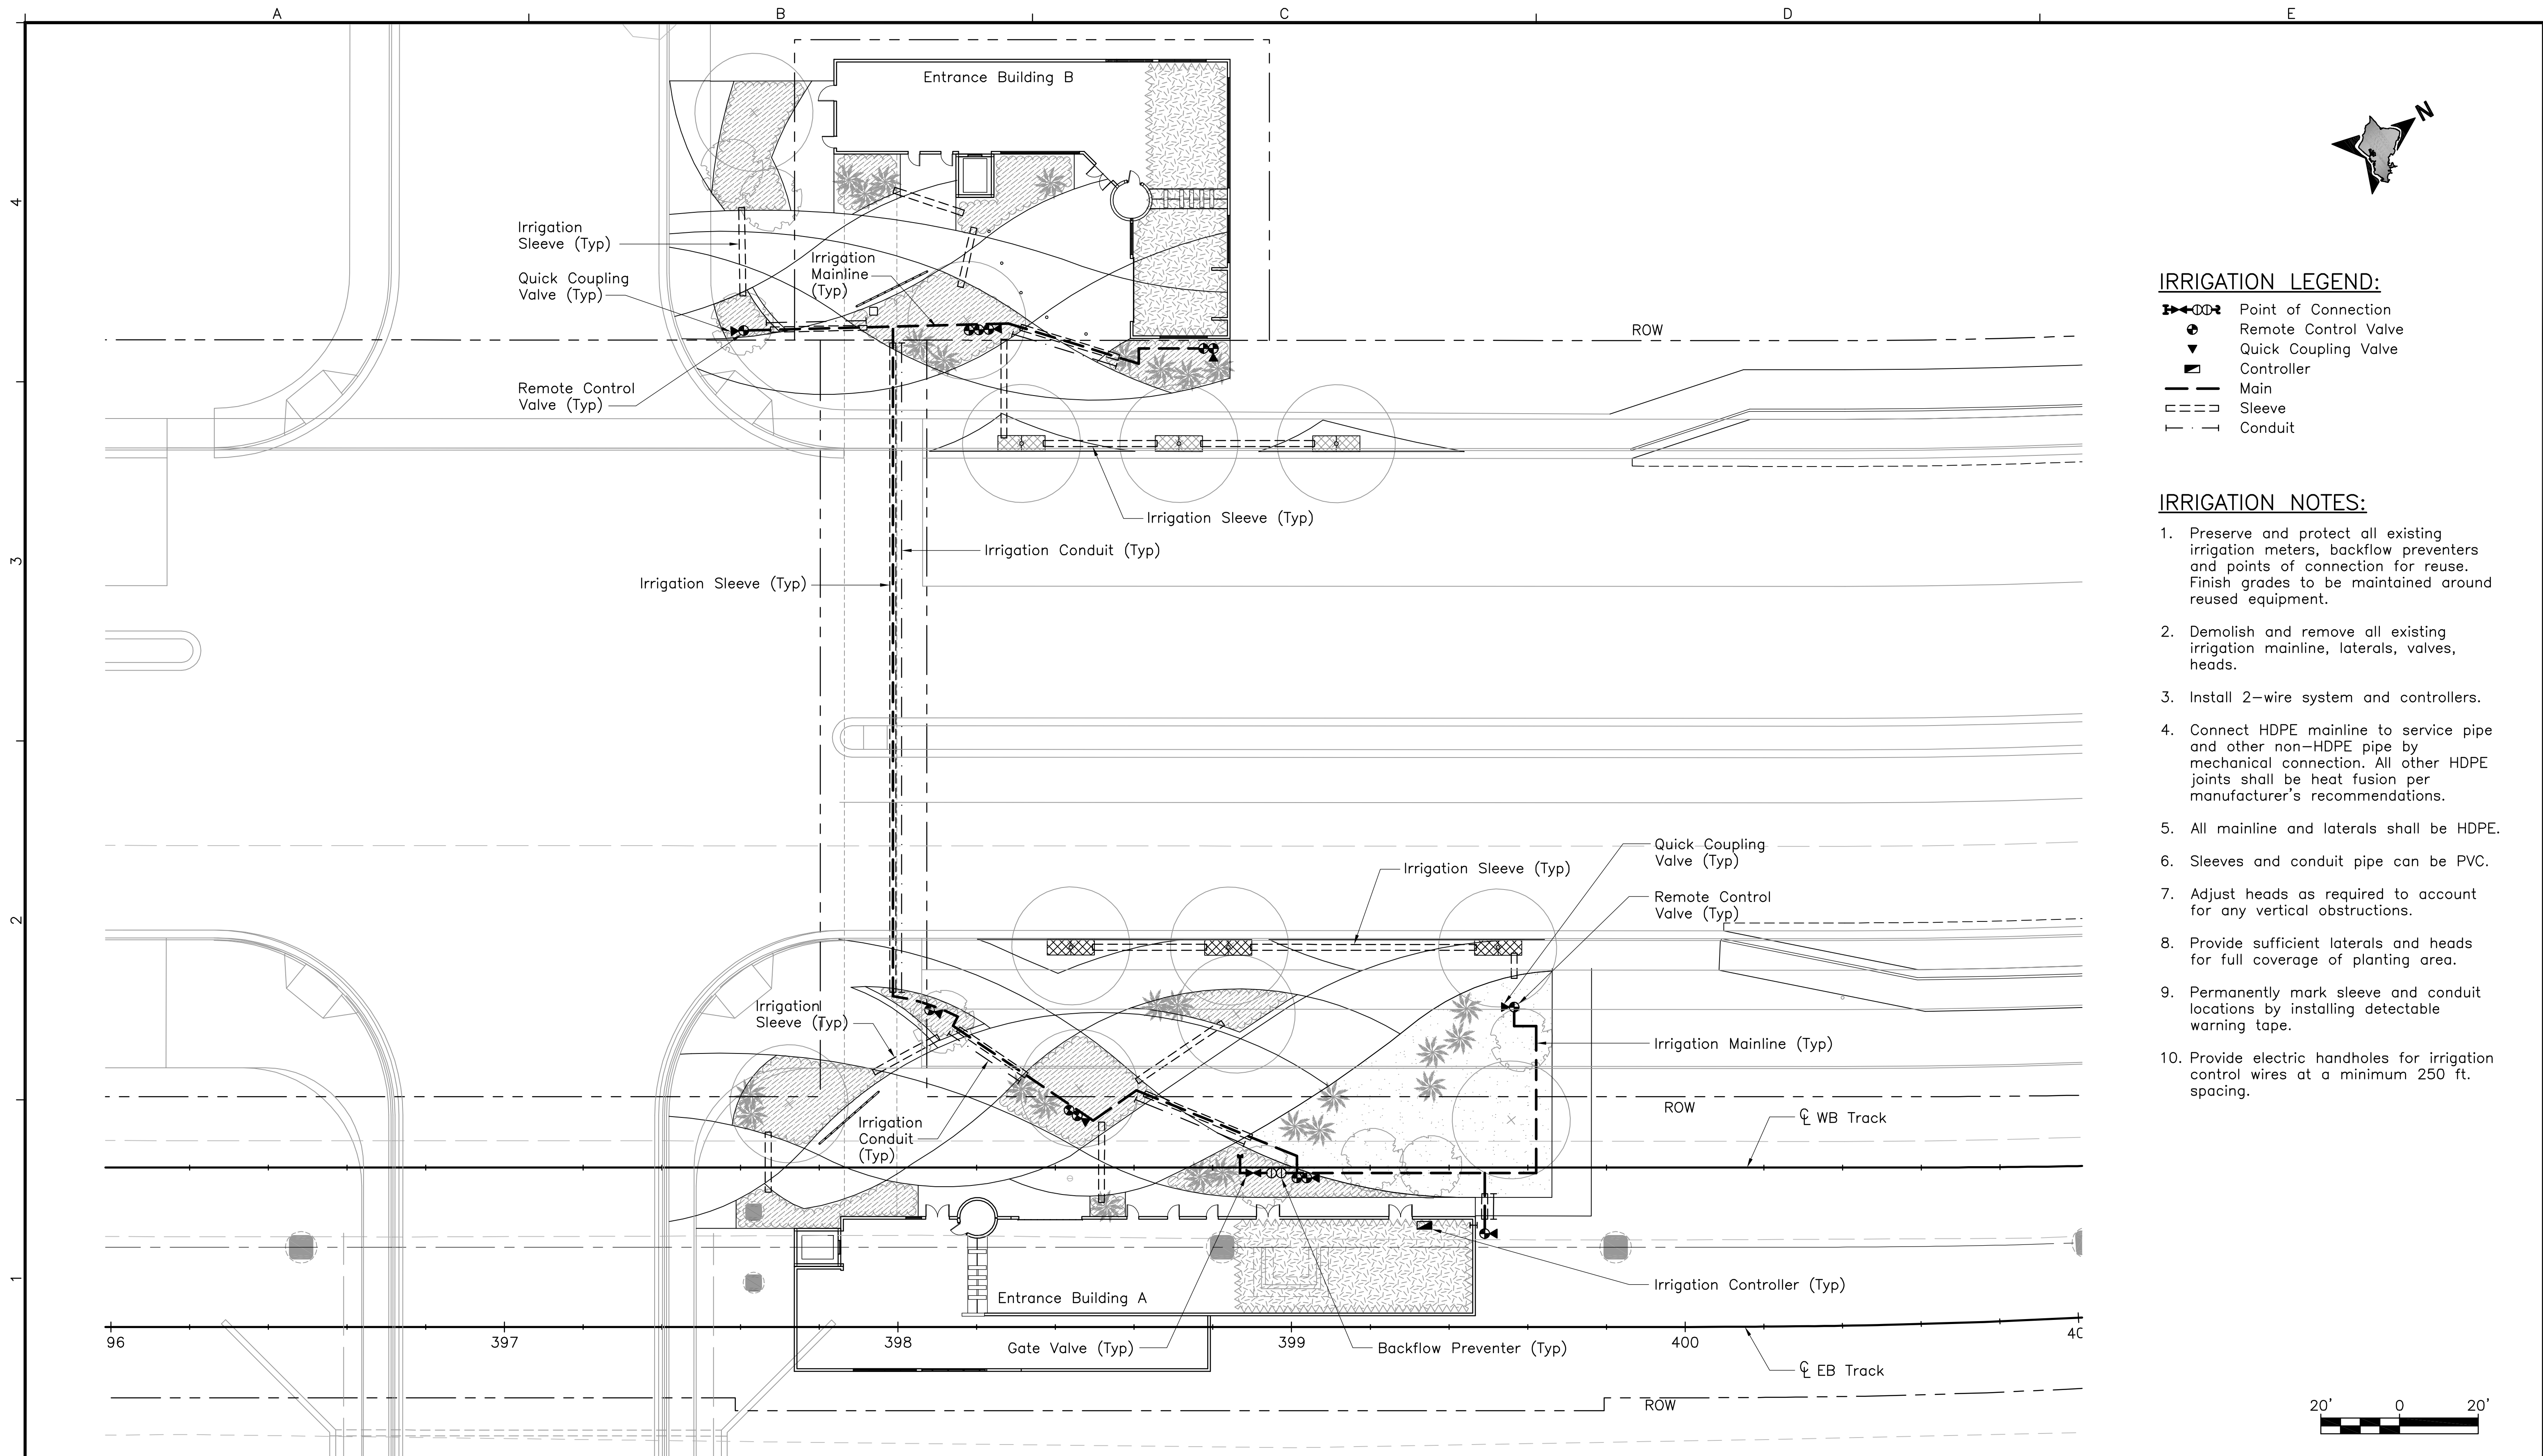 A
B
C
D
E
4
3
2
1
N
Entrance Building B
Irrigation
Sleeve (Typ)
Quick Coupling
Valve (Typ)
Irrigation
Mainline
(Typ)
Remote Control
Valve (Typ)
ROW
Irrigation Sleeve (Typ)
Irrigation Conduit (Typ)
Irrigation Sleeve (Typ)
Quick Coupling
Valve (Typ)
Irrigation Sleeve (Typ)
Remote Control
Valve (Typ)
Irrigation
Sleeve (Typ)
Irrigation Mainline (Typ)
ROW
℄ WB Track
Irrigation
Conduit
(Typ)
Irrigation Controller (Typ)
Entrance Building A
96
397
398
399
400
40
Gate Valve (Typ)
Backflow Preventer (Typ)
℄ EB Track
ROW
IRRIGATION LEGEND:
Point of Connection
Remote Control Valve
Quick Coupling Valve
Controller
Main
Sleeve
Conduit
IRRIGATION NOTES:
1. Preserve and protect all existing
irrigation meters, backflow preventers
and points of connection for reuse.
Finish grades to be maintained around
reused equipment.
2. Demolish and remove all existing
irrigation mainline, laterals, valves,
heads.
3. Install 2-wire system and controllers.
4. Connect HDPE mainline to service pipe
and other non-HDPE pipe by
mechanical connection. All other HDPE
joints shall be heat fusion per
manufacturer's recommendations.
5. All mainline and laterals shall be HDPE.
6. Sleeves and conduit pipe can be PVC.
7. Adjust heads as required to account
for any vertical obstructions.
8. Provide sufficient laterals and heads
for full coverage of planting area.
9. Permanently mark sleeve and conduit
locations by installing detectable
warning tape.
10. Provide electric handholes for irrigation
control wires at a minimum 250 ft.
spacing.
20' 0 20'